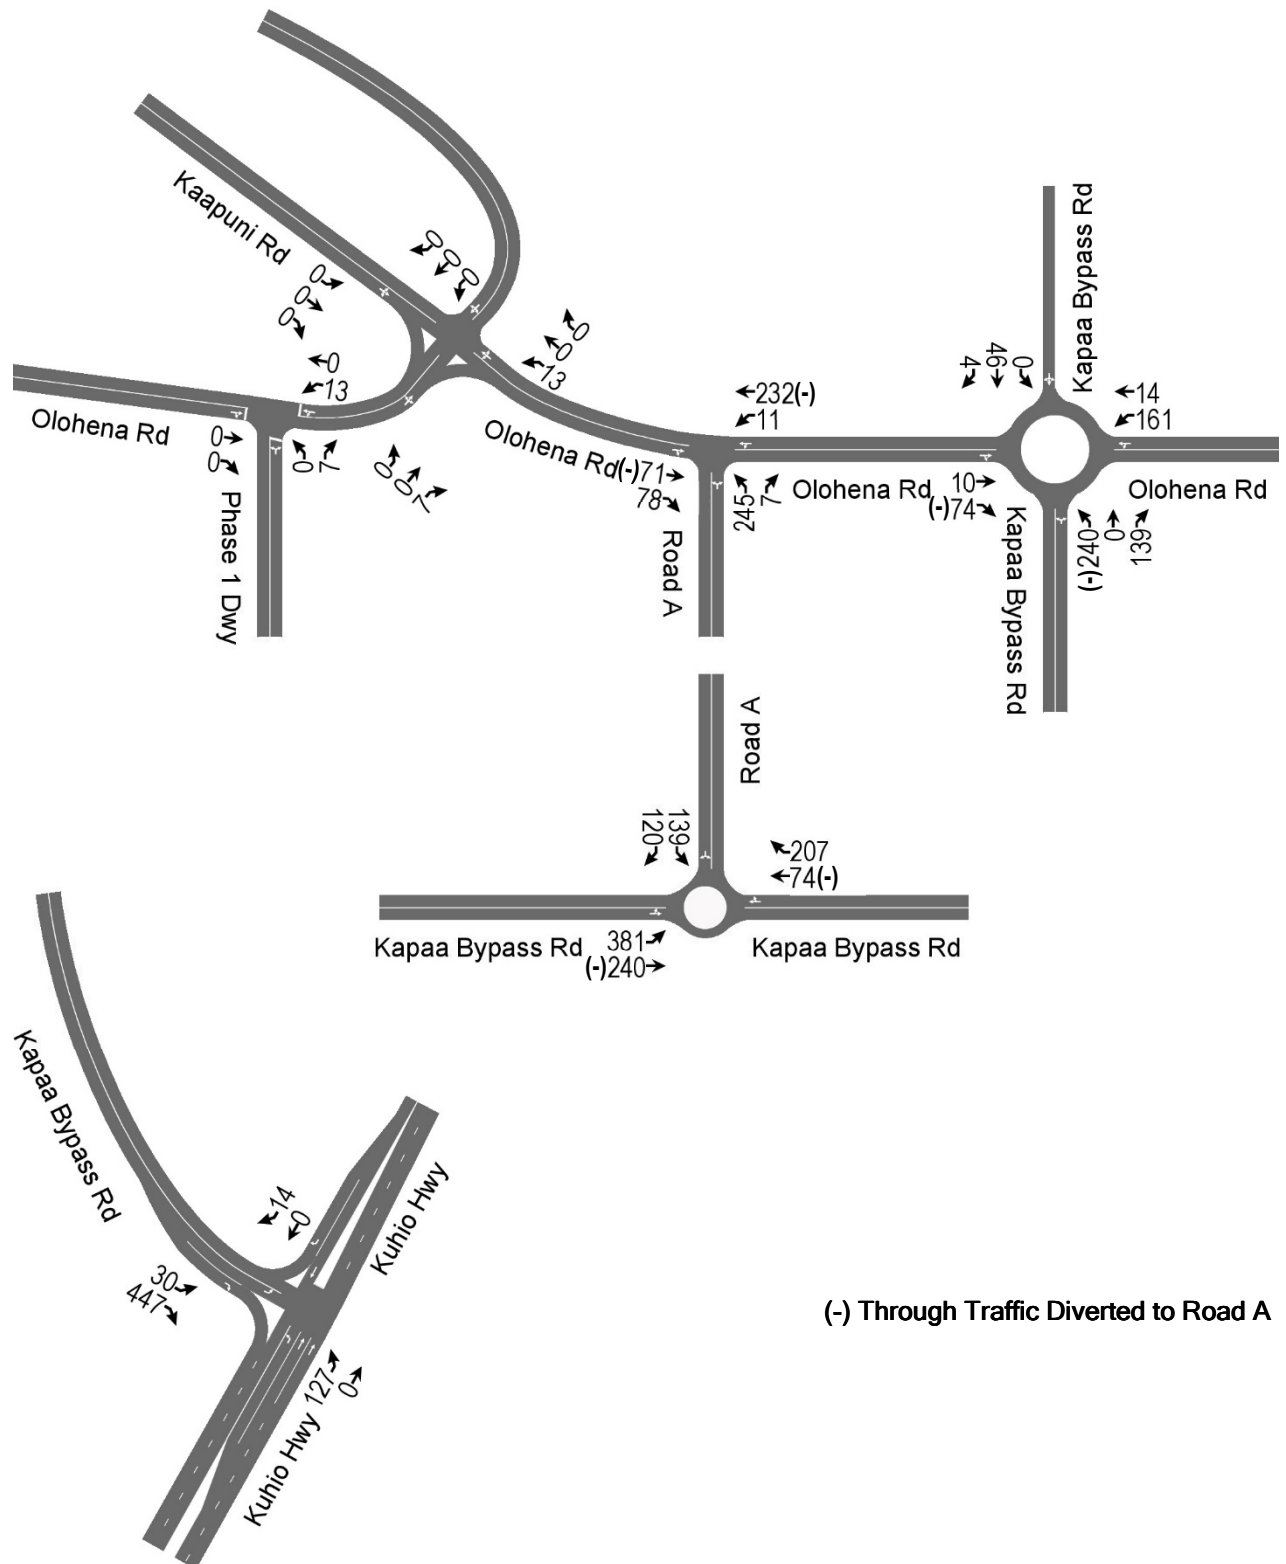 Kaapuni Rd
0
0
0
0
0
0
0
0
13
0
13
Olohena Rd
0
0
0
7
Phase 1 Dwy
0
0
7
Olohena Rd
(-)71
78
232(-)
11
245
7
Road A
Olohena Rd
4
46
0
Kapaa Bypass Rd
14
161
10
(-)74
Olohena Rd
(-)240
0
139
Kapaa Bypass Rd
Road A
120
139
207
74(-)
Kapaa Bypass Rd
381
(-)240
Kapaa Bypass Rd
Kapaa Bypass Rd
14
0
Kuhio Hwy
30
447
127
0
Kuhio Hwy
(-) Through Traffic Diverted to Road A